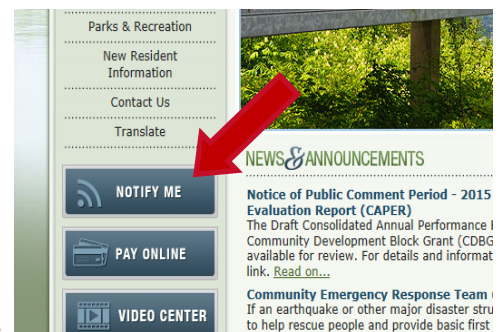 Parks & Recreation
New Resident
Information
Contact Us
Translate
NOTIFY ME
PAY ONLINE
VIDEO CENTER
NEWS & ANNOUNCEMENTS
Notice of Public Comment Period - 2015
Evaluation Report (CAPER)
The Draft Consolidated Annual Performance
Community Development Block Grant (CDBG
available for review. For details and informat
link. Read on...
Community Emergency Response Team
If an earthquake or other major disaster stru
to help rescue people and provide basic first